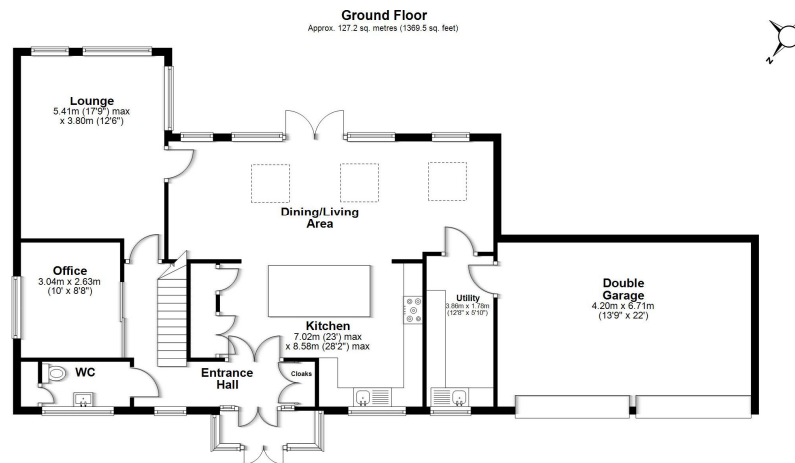 Ground Floor
Approx. 127.2 sq. metres (1369.5 sq. feet)
N
Lounge
5.41m (17'9") max
x 3.80m (12'6")
Dining/Living
Area
Office
3.04m x 2.63m
(10' x 8'8")
Utility
3.86m x 1.78m
(12'8" x 5'10")
Double
Garage
4.20m x 6.71m
(13'9" x 22')
Kitchen
7.02m (23') max
x 8.58m (28'2") max
WC
Entrance
Hall
Cloaks